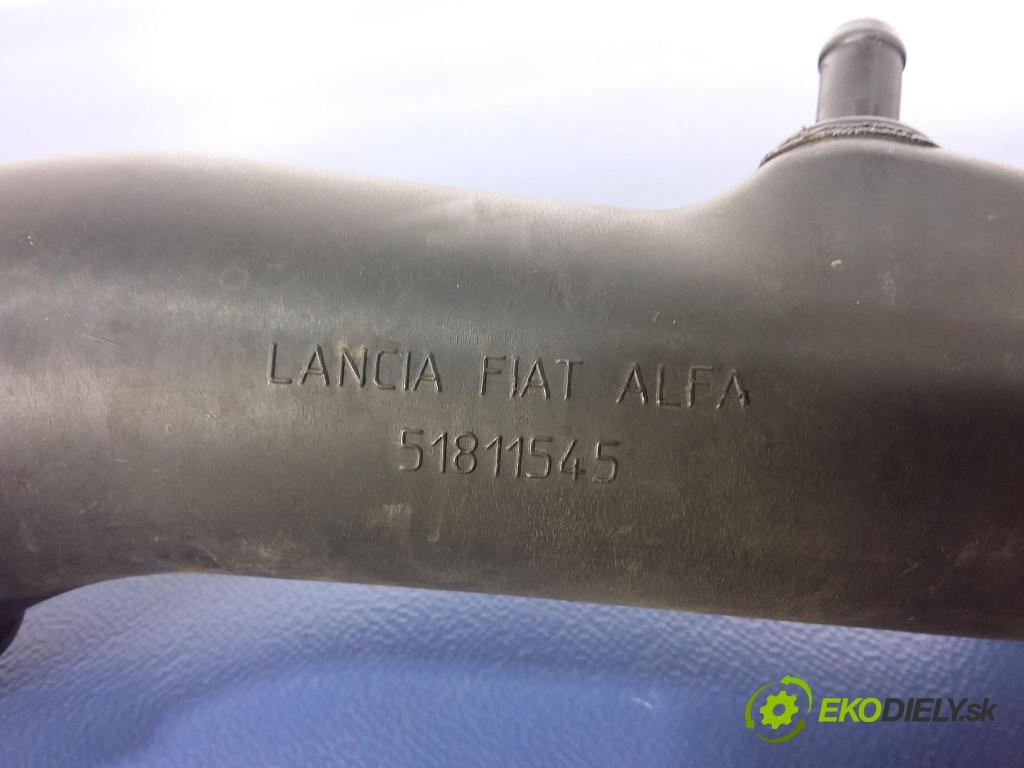 LANCIA FIAT ALFA
51811545
EKODIELY.sk